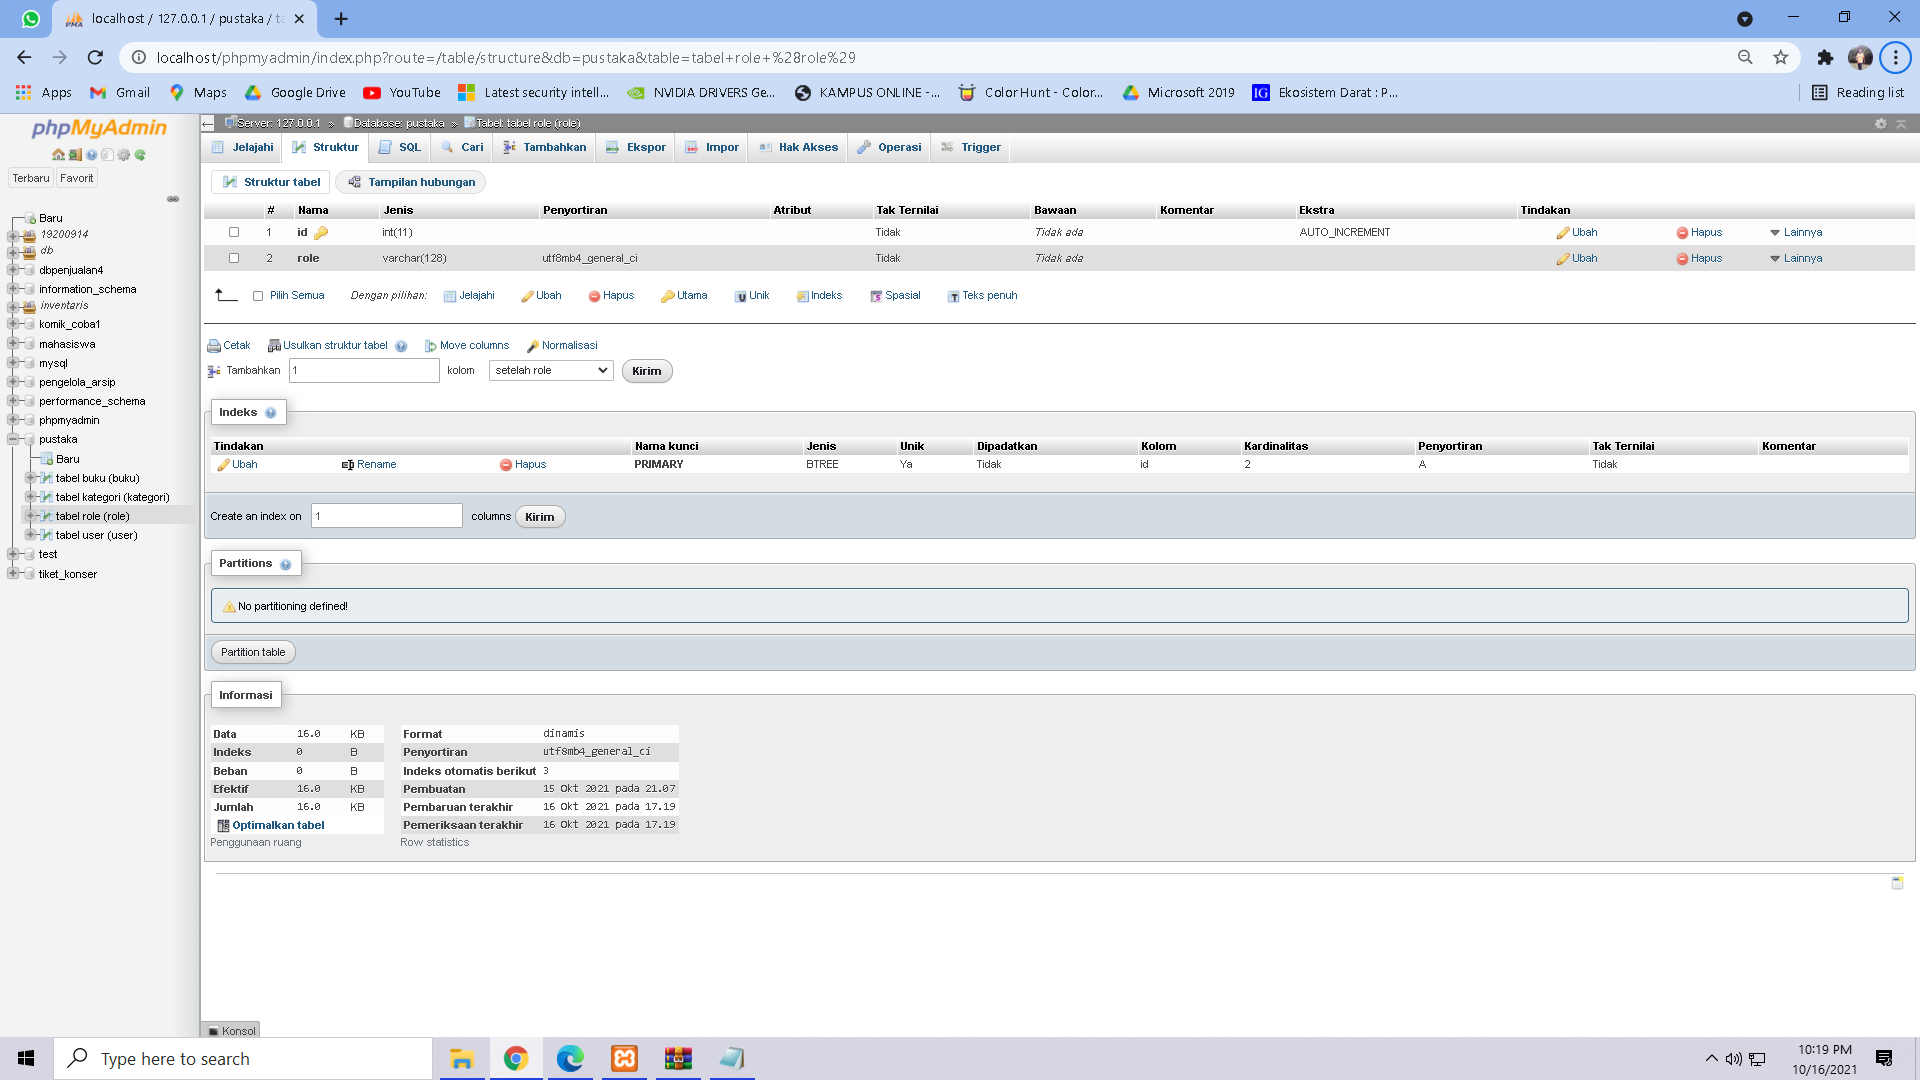 localhost / 127.0.0.1 / pustaka / ta
localhost/phpmyadmin/index.php?route=/table/structure&db=pustaka&table=tabel+role+%28role%29
Apps Gmail Maps Google Drive YouTube Latest security intell... NVIDIA DRIVERS Ge... KAMPUS ONLINE -... Color Hunt - Color... Microsoft 2019 Ekosistem Darat : P... Reading list
phpMyAdmin
Terbaru Favorit
Baru
19200914
db
dbpenjualan4
information_schema
inventaris
komik_coba1
mahasiswa
mysql
pengelola_arsip
performance_schema
phpmyadmin
pustaka
Baru
tabel buku (buku)
tabel kategori (kategori)
tabel role (role)
tabel user (user)
test
tiket_konser
Server: 127.0.0.1 » Database: pustaka » Tabel: tabel role (role)
Jelajahi Struktur SQL Cari Tambahkan Ekspor Impor Hak Akses Operasi Trigger
Struktur tabel Tampilan hubungan
# Nama Jenis Penyortiran Atribut Tak Ternilai Bawaan Komentar Ekstra Tindakan
1 id int(11) Tidak Tidak ada AUTO_INCREMENT Ubah Hapus Lainnya
2 role varchar(128) utf8mb4_general_ci Tidak Tidak ada Ubah Hapus Lainnya
Pilih Semua Dengan pilihan: Jelajahi Ubah Hapus Utama Unik Indeks Spasial Teks penuh
Cetak Usulkan struktur tabel Move columns Normalisasi
Tambahkan 1 kolom setelah role Kirim
Indeks
Tindakan Nama kunci Jenis Unik Dipadatkan Kolom Kardinalitas Penyortiran Tak Ternilai Komentar
Ubah Rename Hapus PRIMARY BTREE Ya Tidak id 2 A Tidak
Create an index on 1 columns Kirim
Partitions
No partitioning defined!
Partition table
Informasi
Data 16.0 KB
Indeks 0 B
Beban 0 B
Efektif 16.0 KB
Jumlah 16.0 KB
Optimalkan tabel
Penggunaan ruang
Format dinamis
Penyortiran utf8mb4_general_ci
Indeks otomatis berikut 3
Pembuatan 15 Okt 2021 pada 21.07
Pembaruan terakhir 16 Okt 2021 pada 17.19
Pemeriksaan terakhir 16 Okt 2021 pada 17.19
Row statistics
Konsol
Type here to search
10:19 PM
10/16/2021